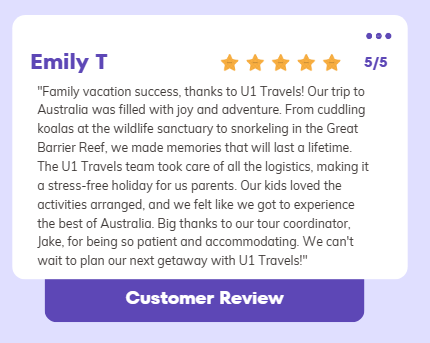 Emily T
5/5
"Family vacation success, thanks to U1 Travels! Our trip to
Australia was filled with joy and adventure. From cuddling
koalas at the wildlife sanctuary to snorkeling in the Great
Barrier Reef, we made memories that will last a lifetime.
The U1 Travels team took care of all the logistics, making it
a stress-free holiday for us parents. Our kids loved the
activities arranged, and we felt like we got to experience
the best of Australia. Big thanks to our tour coordinator,
Jake, for being so patient and accommodating. We can't
wait to plan our next getaway with U1 Travels!"
Customer Review